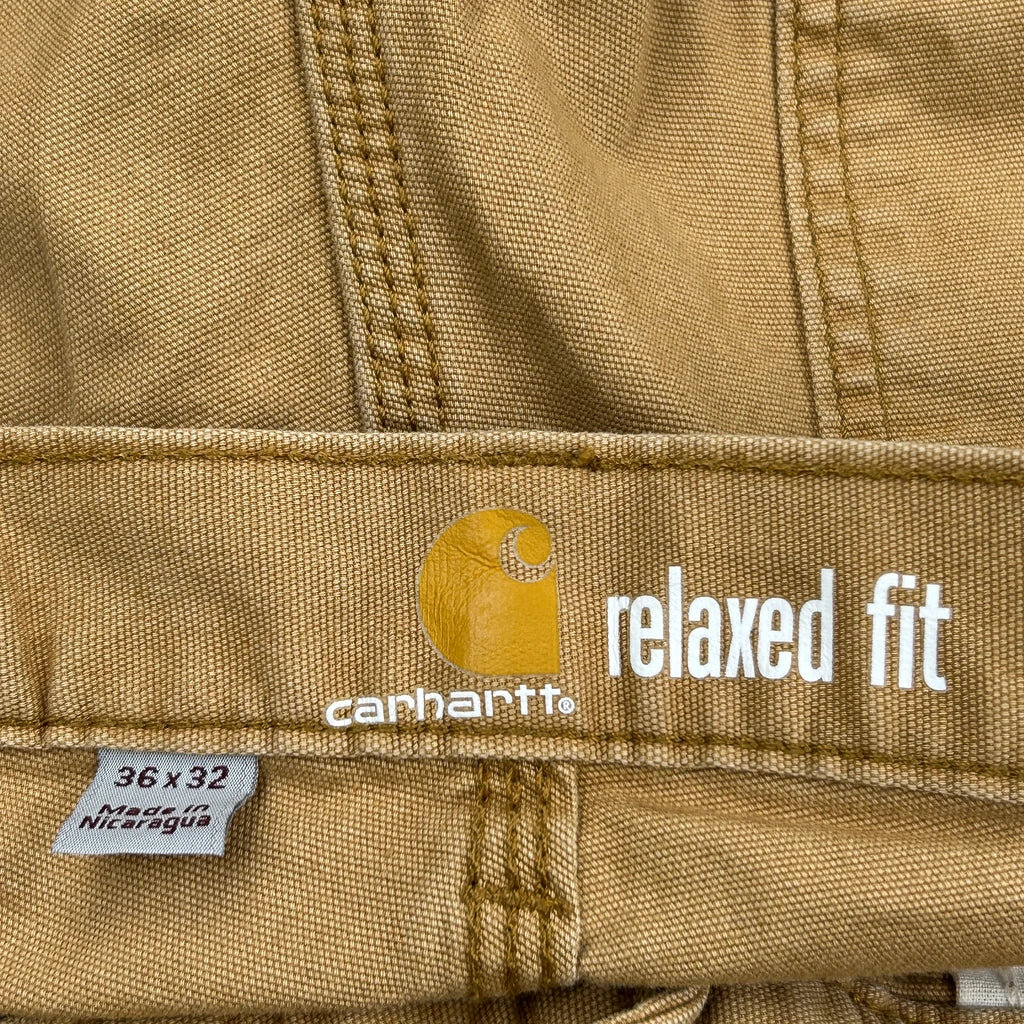 relaxed fit
carhartt®
36 x 32
Made in
Nicaragua